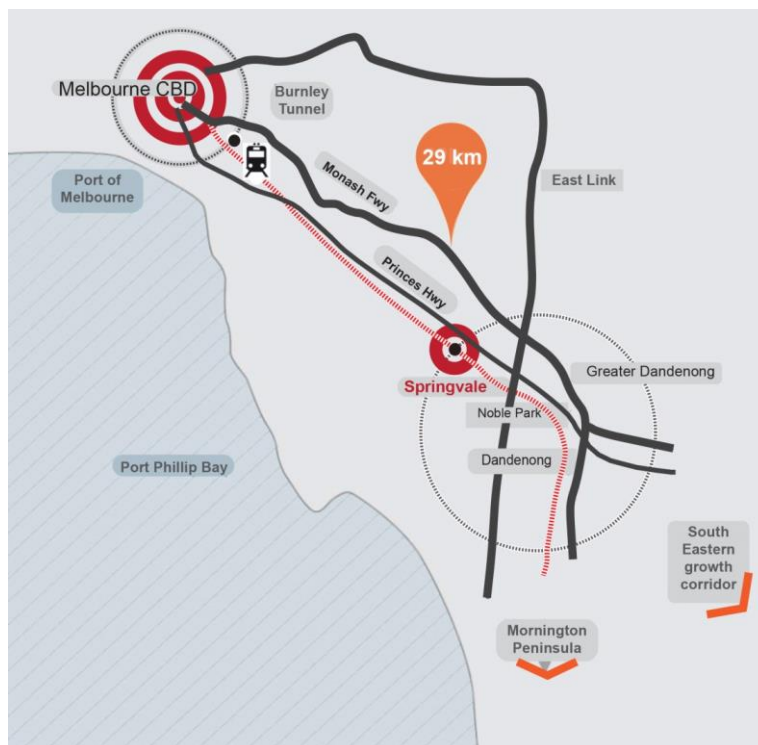 Melbourne CBD
Burnley
Tunnel
Port of
Melbourne
29 km
Monash Fwy
East Link
Princes Hwy
Springvale
Greater Dandenong
Noble Park
Dandenong
Port Phillip Bay
South
Eastern
growth
corridor
Mornington
Peninsula